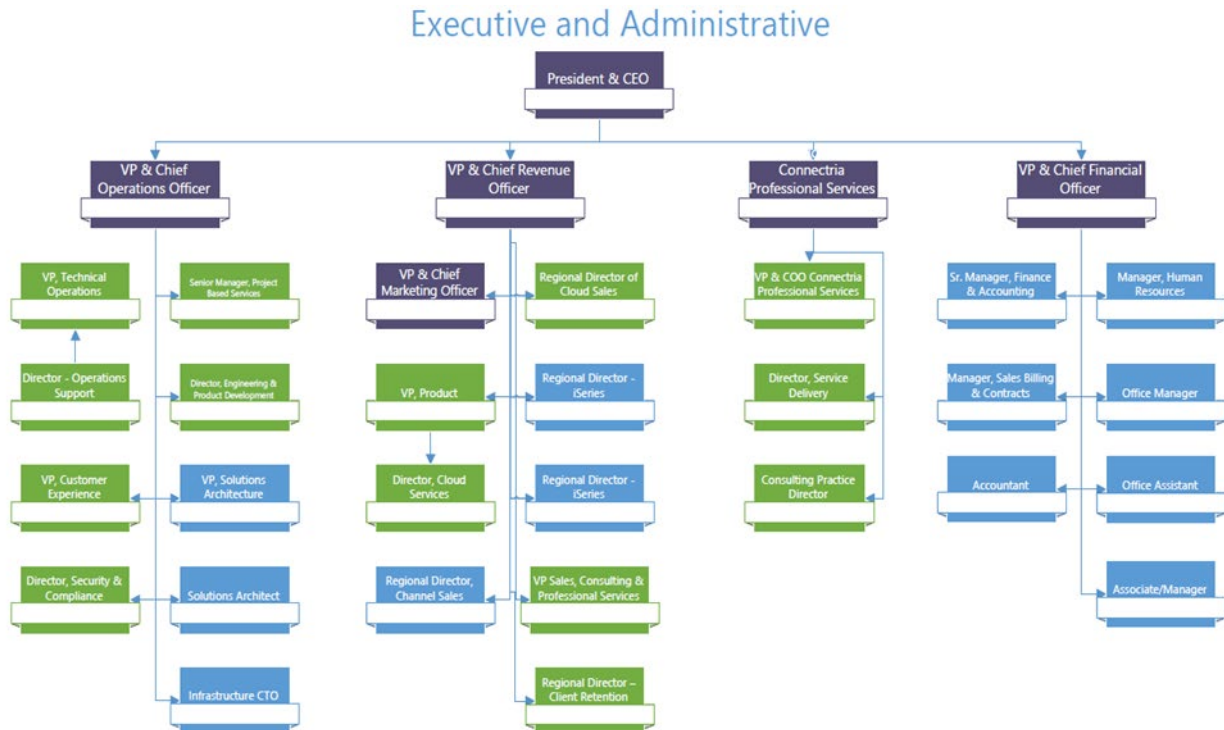 Executive and Administrative
President & CEO
VP & Chief
Operations Officer
VP & Chief Revenue
Officer
Connectria
Professional Services
VP & Chief Financial
Officer
VP, Technical
Operations
Senior Manager, Project
Based Services
VP & Chief
Marketing Officer
Regional Director of
Cloud Sales
VP & COO Connectria
Professional Services
Sr. Manager, Finance
& Accounting
Manager, Human
Resources
Director - Operations
Support
Director, Engineering &
Product Development
VP, Product
Regional Director -
iSeries
Director, Service
Delivery
Manager, Sales Billing
& Contracts
Office Manager
VP, Customer
Experience
VP, Solutions
Architecture
Director, Cloud
Services
Regional Director -
iSeries
Consulting Practice
Director
Accountant
Office Assistant
Director, Security &
Compliance
Solutions Architect
Regional Director,
Channel Sales
VP Sales, Consulting &
Professional Services
Associate/Manager
Infrastructure CTO
Regional Director –
Client Retention